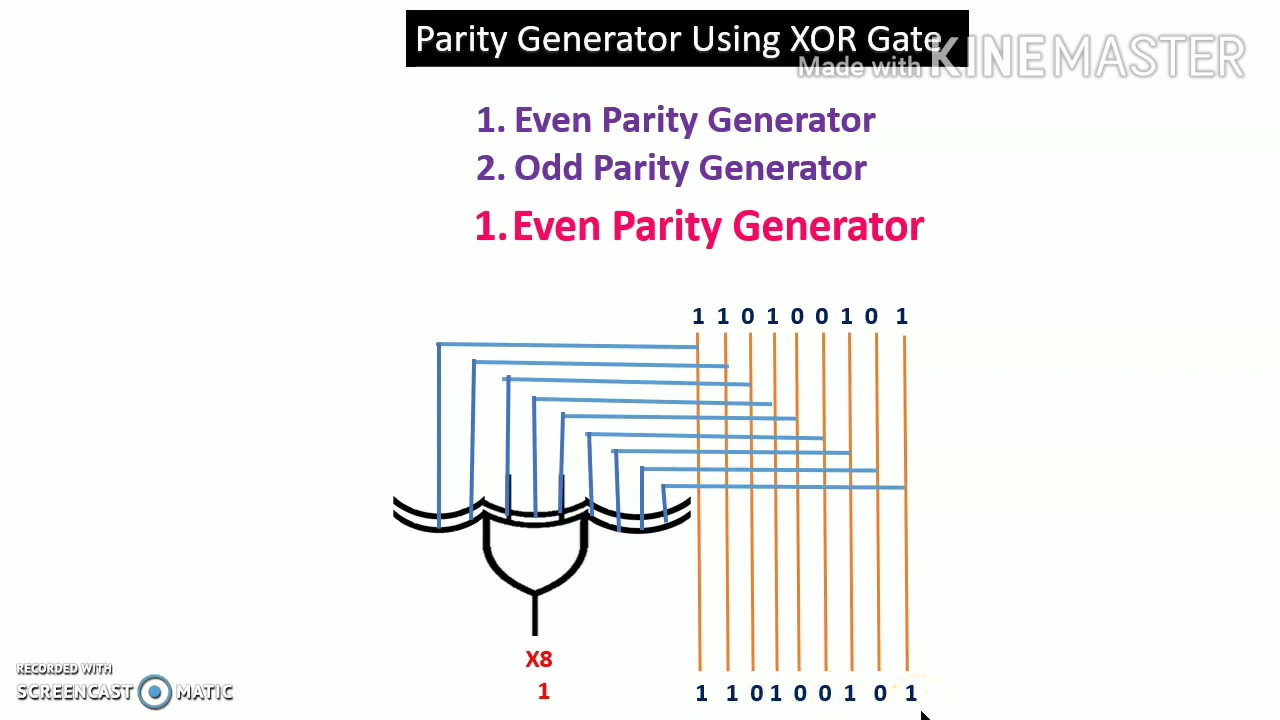 Parity Generator Using XOR Gate
Made with KINEMASTER
1. Even Parity Generator
2. Odd Parity Generator
1. Even Parity Generator
1 1 0 1 0 0 1 0 1
X8
1 1 1 0 1 0 0 1 0 1
RECORDED WITH
SCREENCAST MATIC